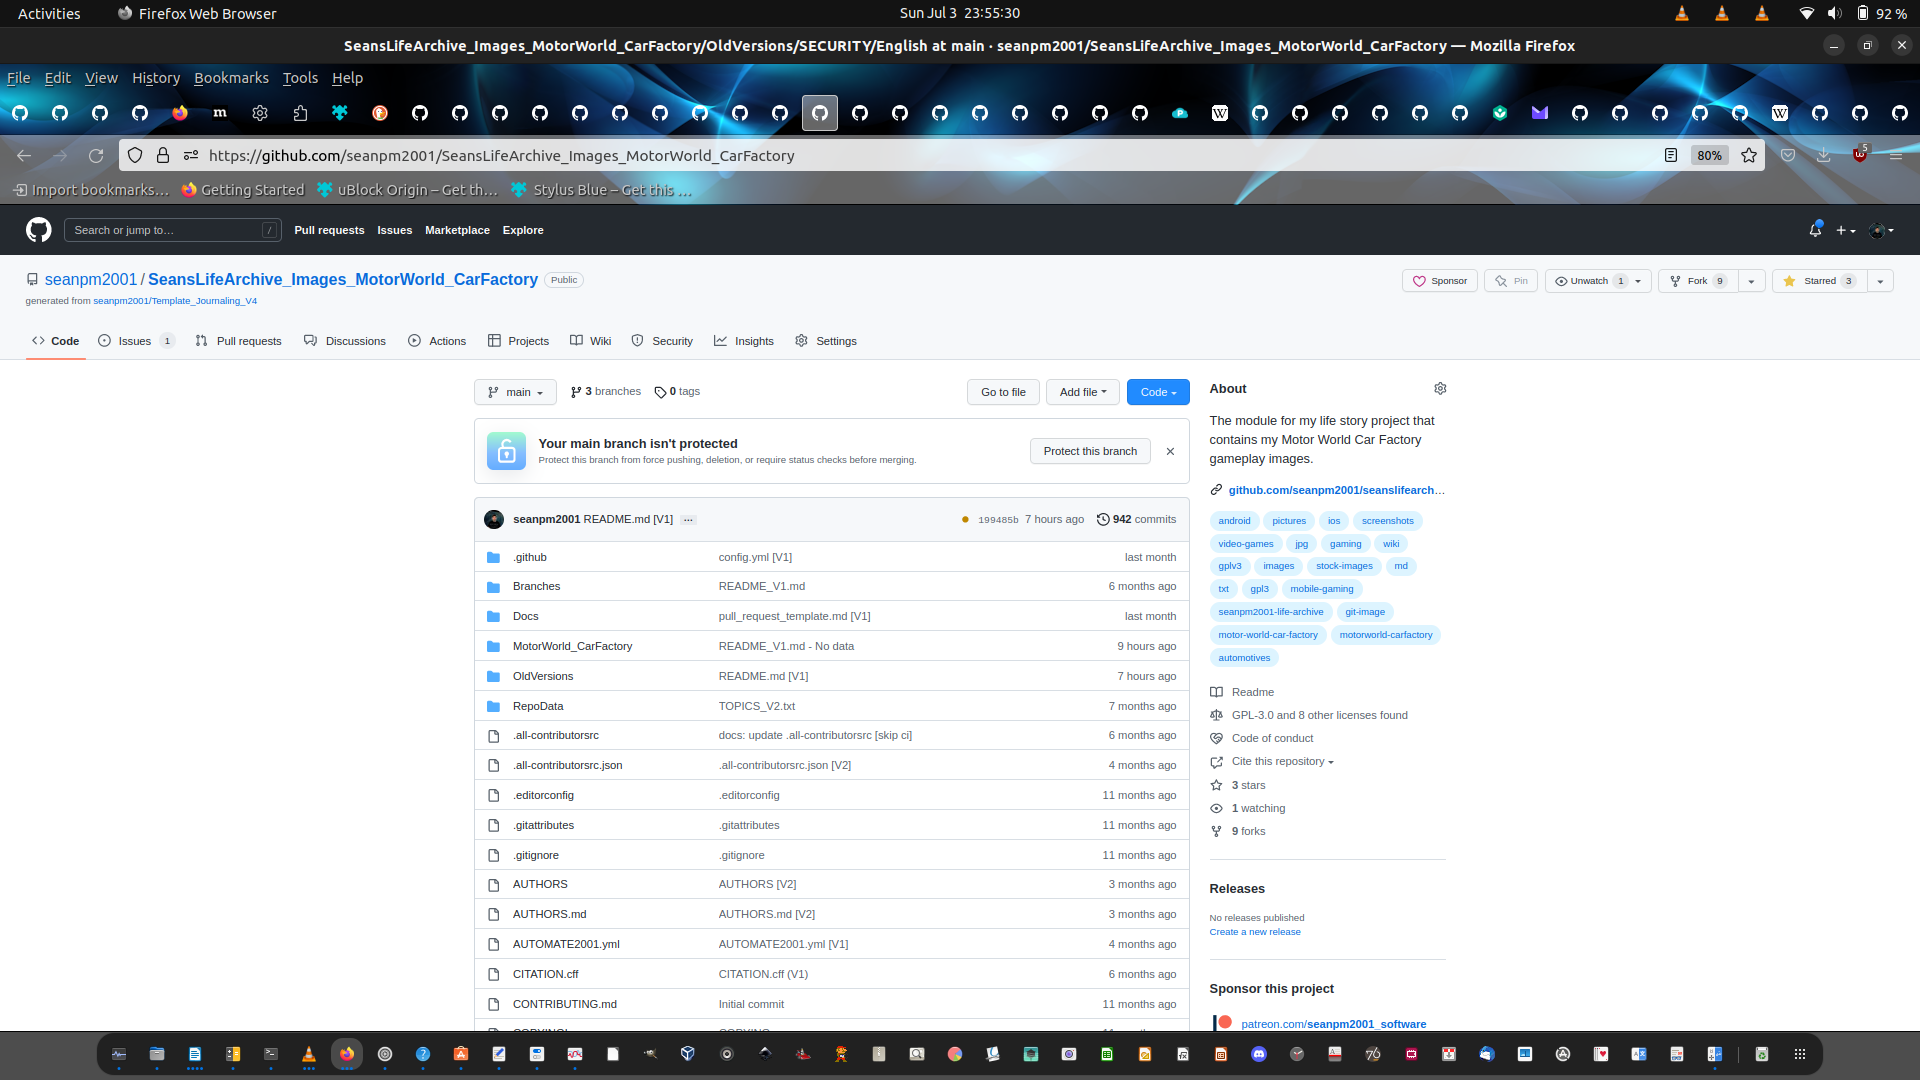 Activities
Firefox Web Browser
Sun Jul 3 23:55:30
92 %
SeansLifeArchive_Images_MotorWorld_CarFactory/OldVersions/SECURITY/English at main · seanpm2001/SeansLifeArchive_Images_MotorWorld_CarFactory — Mozilla Firefox
File Edit View History Bookmarks Tools Help
https://github.com/seanpm2001/SeansLifeArchive_Images_MotorWorld_CarFactory
80%
5
Import bookmarks…
Getting Started
uBlock Origin – Get th…
Stylus Blue – Get this …
Search or jump to…
/
Pull requests
Issues
Marketplace
Explore
seanpm2001 / SeansLifeArchive_Images_MotorWorld_CarFactory Public
generated from seanpm2001/Template_Journaling_V4
Sponsor
Pin
Unwatch 1
Fork 9
Starred 3
Code
Issues 1
Pull requests
Discussions
Actions
Projects
Wiki
Security
Insights
Settings
main
3 branches
0 tags
Go to file
Add file
Code
Your main branch isn't protected
Protect this branch from force pushing, deletion, or require status checks before merging.
Protect this branch
seanpm2001 README.md [V1] ...
199485b 7 hours ago
942 commits
.github config.yml [V1] last month
Branches README_V1.md 6 months ago
Docs pull_request_template.md [V1] last month
MotorWorld_CarFactory README_V1.md - No data 9 hours ago
OldVersions README.md [V1] 7 hours ago
RepoData TOPICS_V2.txt 7 months ago
.all-contributorsrc docs: update .all-contributorsrc [skip ci] 6 months ago
.all-contributorsrc.json .all-contributorsrc.json [V2] 4 months ago
.editorconfig .editorconfig 11 months ago
.gitattributes .gitattributes 11 months ago
.gitignore .gitignore 11 months ago
AUTHORS AUTHORS [V2] 3 months ago
AUTHORS.md AUTHORS.md [V2] 3 months ago
AUTOMATE2001.yml AUTOMATE2001.yml [V1] 4 months ago
CITATION.cff CITATION.cff (V1) 6 months ago
CONTRIBUTING.md Initial commit 11 months ago
About
The module for my life story project that
contains my Motor World Car Factory
gameplay images.
github.com/seanpm2001/seanslifearch…
android pictures ios screenshots
video-games jpg gaming wiki
gplv3 images stock-images md
txt gpl3 mobile-gaming
seanpm2001-life-archive git-image
motor-world-car-factory motorworld-carfactory
automotives
Readme
GPL-3.0 and 8 other licenses found
Code of conduct
Cite this repository
3 stars
1 watching
9 forks
Releases
No releases published
Create a new release
Sponsor this project
patreon.com/seanpm2001_software